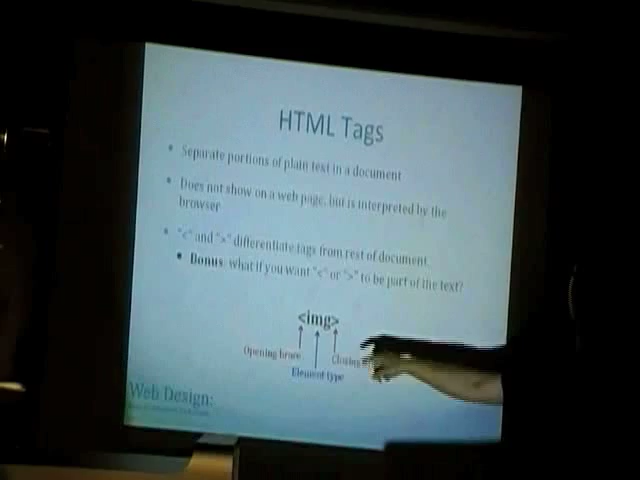 HTML Tags
• Separate portions of plain text in a document
• Does not show on a web page, but is interpreted by the
browser
• "<" and ">" differentiate tags from rest of document.
• Bonus: what if you want "<" or ">" to be part of the text?
<img>
Opening brace
Closing
Element type
Web Design: